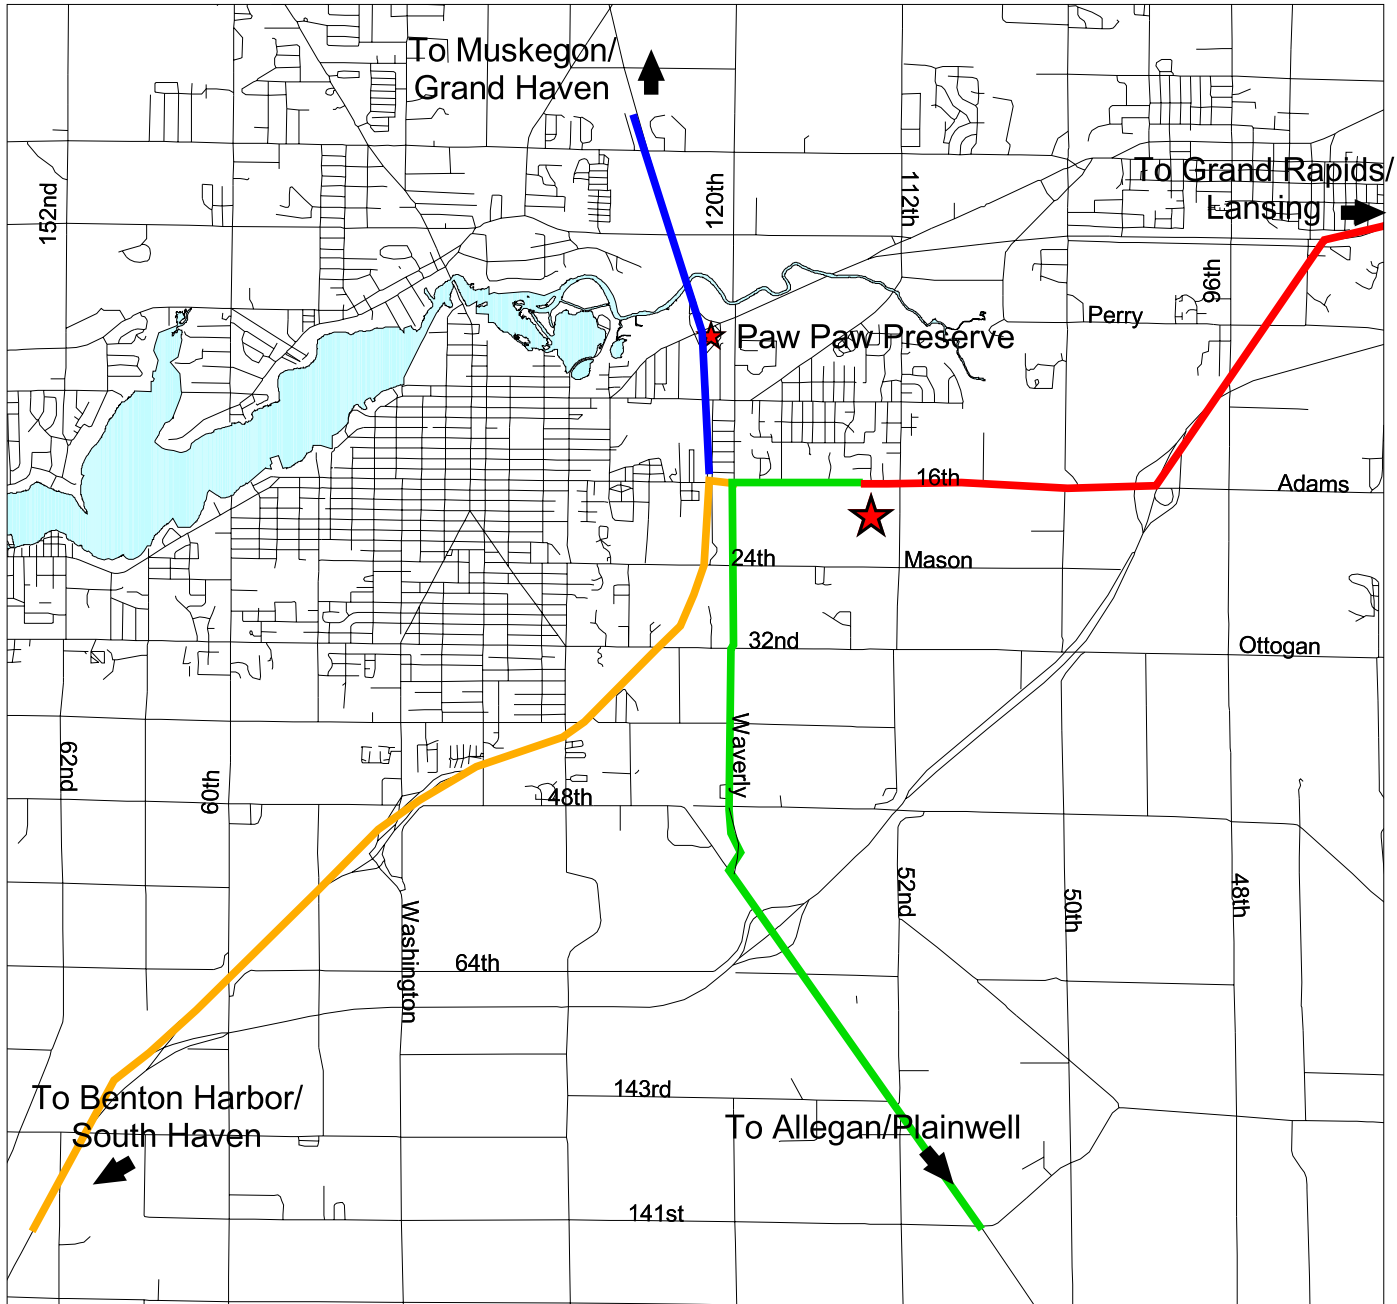 To Muskegon/
Grand Haven
To Grand Rapids/
Lansing
152nd
120th
112th
96th
Perry
Paw Paw Preserve
16th
Adams
24th
Mason
32nd
Ottogan
62nd
60th
Waverly
48th
52nd
50th
48th
Washington
64th
143rd
To Benton Harbor/
South Haven
To Allegan/Plainwell
141st